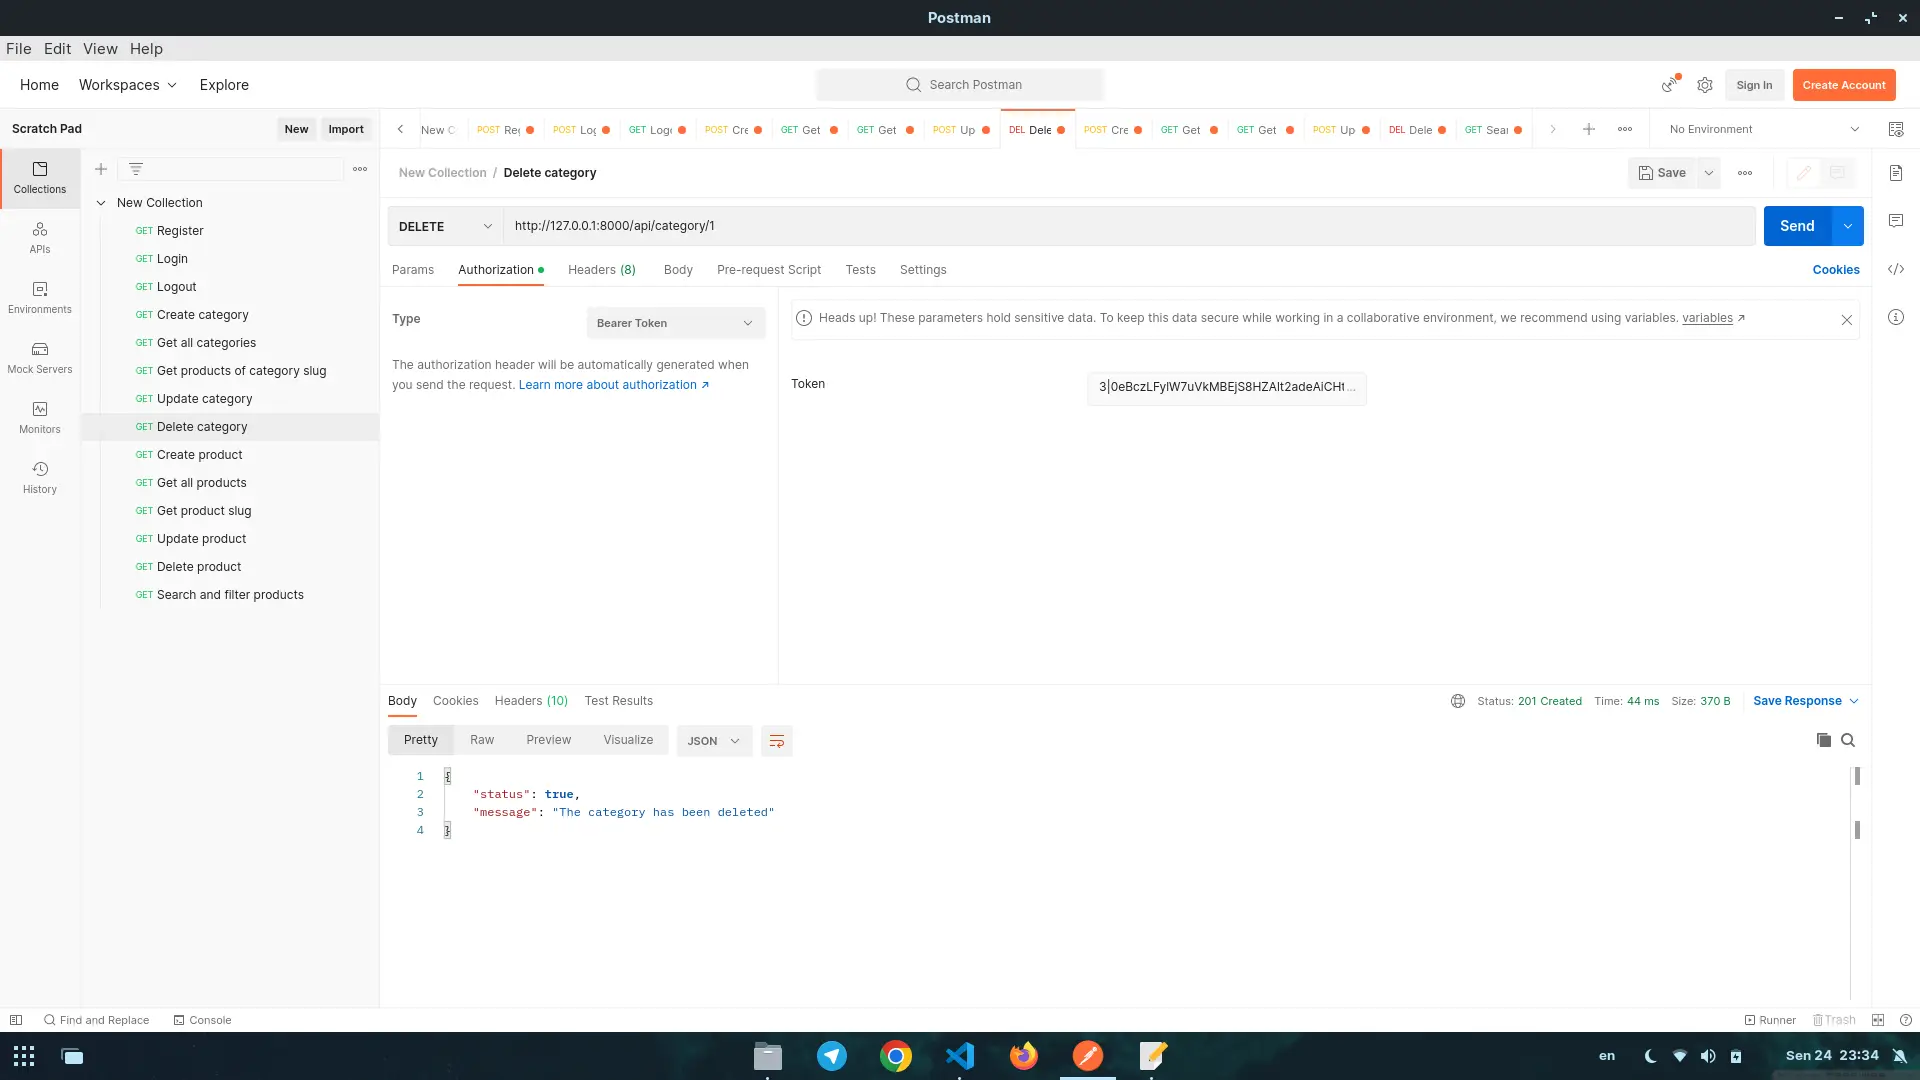 Postman
File Edit View Help
Home Workspaces Explore
Search Postman
Sign In
Create Account
Scratch Pad
New
Import
New C
POST Re
POST Log
GET Log
POST Cre
GET Get
GET Get
POST Up
DEL Dele
POST Cre
GET Get
GET Get
POST Up
DEL Dele
GET Sea
No Environment
Collections
APIs
Environments
Mock Servers
Monitors
History
New Collection
GET Register
GET Login
GET Logout
GET Create category
GET Get all categories
GET Get products of category slug
GET Update category
GET Delete category
GET Create product
GET Get all products
GET Get product slug
GET Update product
GET Delete product
GET Search and filter products
New Collection / Delete category
Save
DELETE
http://127.0.0.1:8000/api/category/1
Send
Params Authorization Headers (8) Body Pre-request Script Tests Settings
Cookies
Type
Bearer Token
The authorization header will be automatically generated when
you send the request. Learn more about authorization ↗
Heads up! These parameters hold sensitive data. To keep this data secure while working in a collaborative environment, we recommend using variables. variables ↗
Token
Body Cookies Headers (10) Test Results
Status: 201 Created Time: 44 ms Size: 370 B
Save Response
Pretty Raw Preview Visualize
JSON
1 {
2 "status": true,
3 "message": "The category has been deleted"
4 }
Find and Replace
Console
Runner
Trash
en
Sen 24 23:34